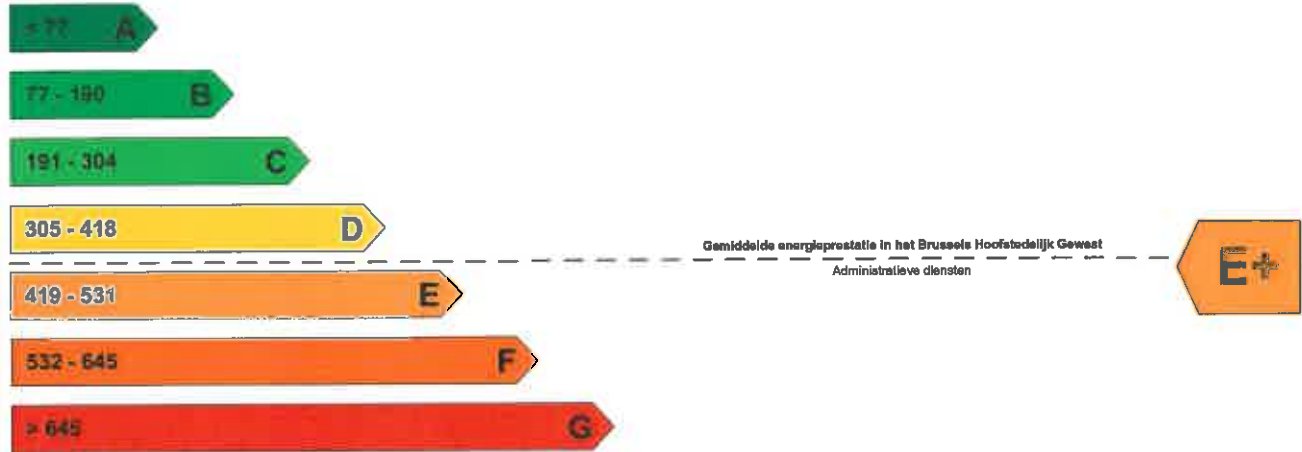 < 77 A
77 - 190 B
191 - 304 C
305 - 418 D
Gemiddelde energieprestatie in het Brussels Hoofstedelijk Gewest
Administratieve diensten
E+
419 - 531 E
532 - 645 F
> 645 G